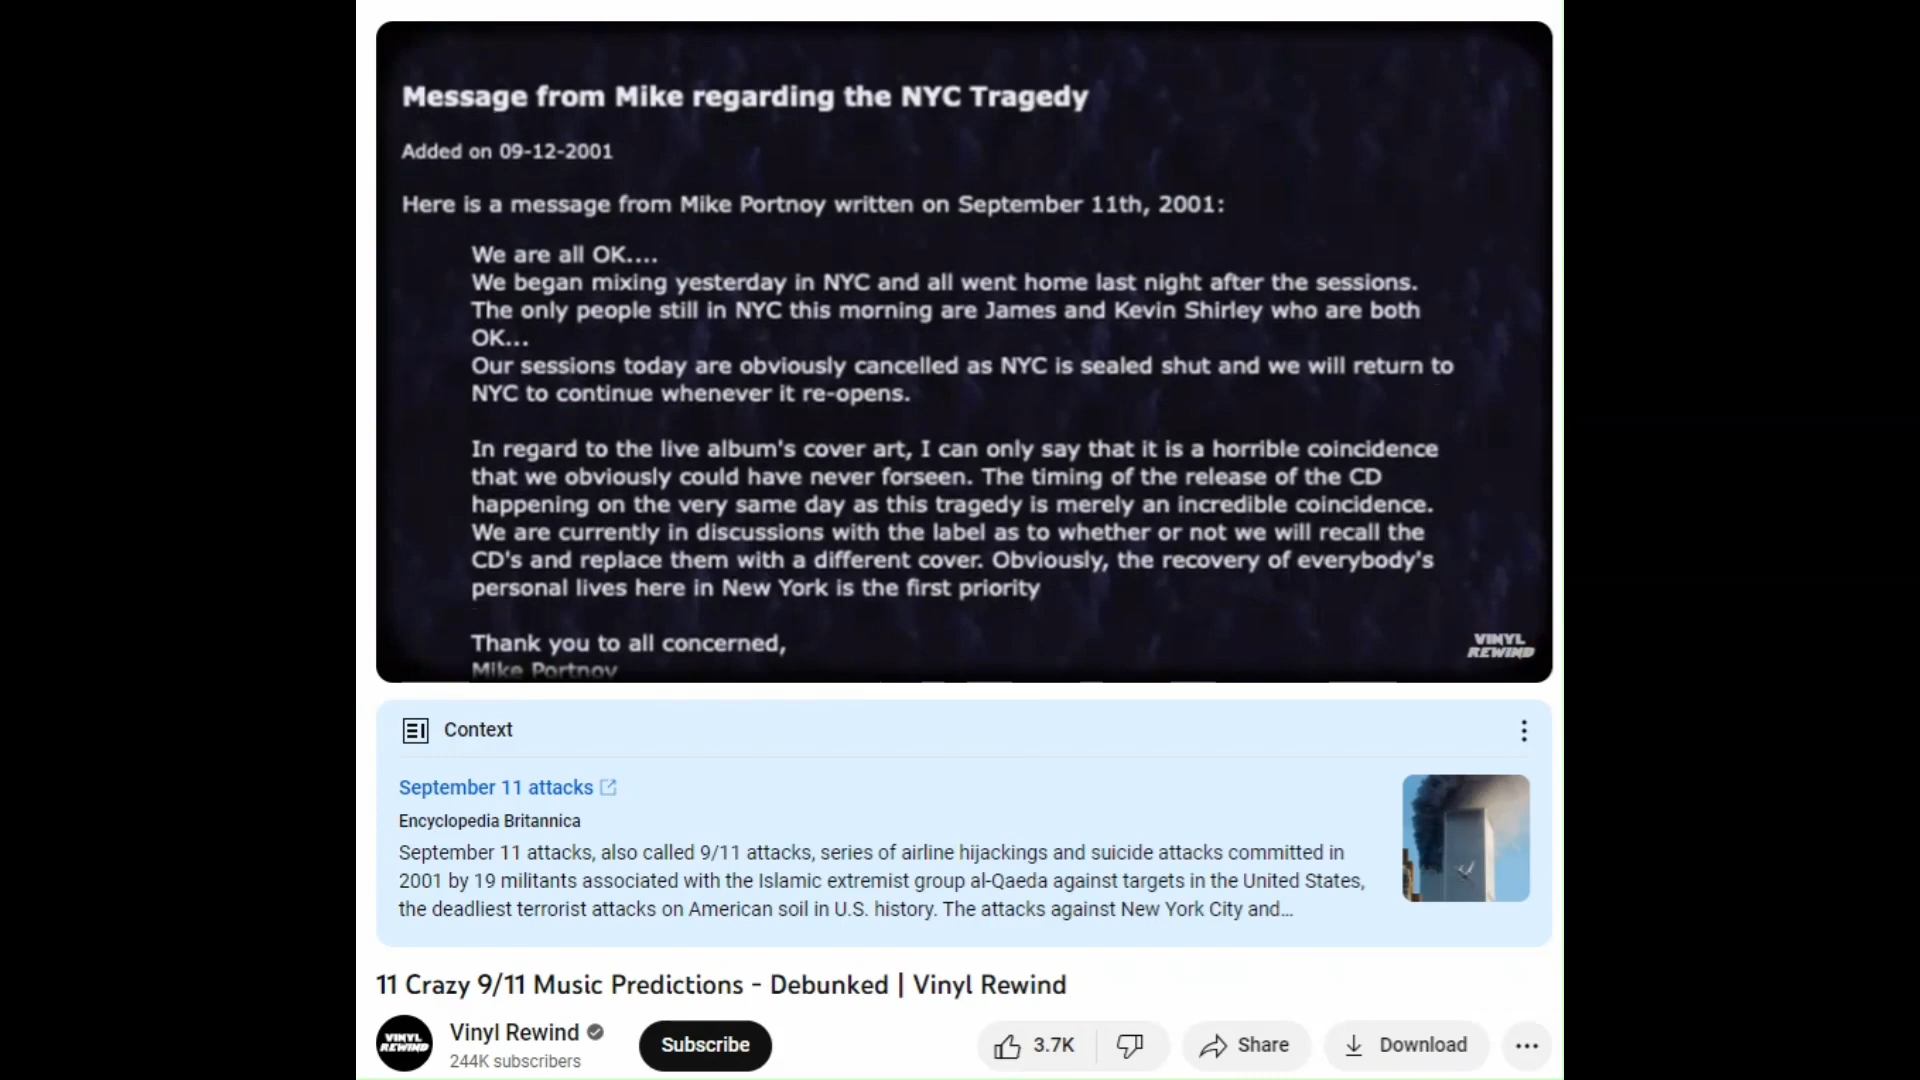 Message from Mike regarding the NYC Tragedy
Added on 09-12-2001
Here is a message from Mike Portnoy written on September 11th, 2001:
We are all OK....
We began mixing yesterday in NYC and all went home last night after the sessions.
The only people still in NYC this morning are James and Kevin Shirley who are both
OK...
Our sessions today are obviously cancelled as NYC is sealed shut and we will return to
NYC to continue whenever it re-opens.
In regard to the live album's cover art, I can only say that it is a horrible coincidence
that we obviously could have never forseen. The timing of the release of the CD
happening on the very same day as this tragedy is merely an incredible coincidence.
We are currently in discussions with the label as to whether or not we will recall the
CD's and replace them with a different cover. Obviously, the recovery of everybody's
personal lives here in New York is the first priority
Thank you to all concerned,
Mike Portnoy
VINYL
REWIND
Context
September 11 attacks
Encyclopedia Britannica
September 11 attacks, also called 9/11 attacks, series of airline hijackings and suicide attacks committed in
2001 by 19 militants associated with the Islamic extremist group al-Qaeda against targets in the United States,
the deadliest terrorist attacks on American soil in U.S. history. The attacks against New York City and...
11 Crazy 9/11 Music Predictions - Debunked | Vinyl Rewind
VINYL
REWIND
Vinyl Rewind
244K subscribers
Subscribe
3.7K
Share
Download